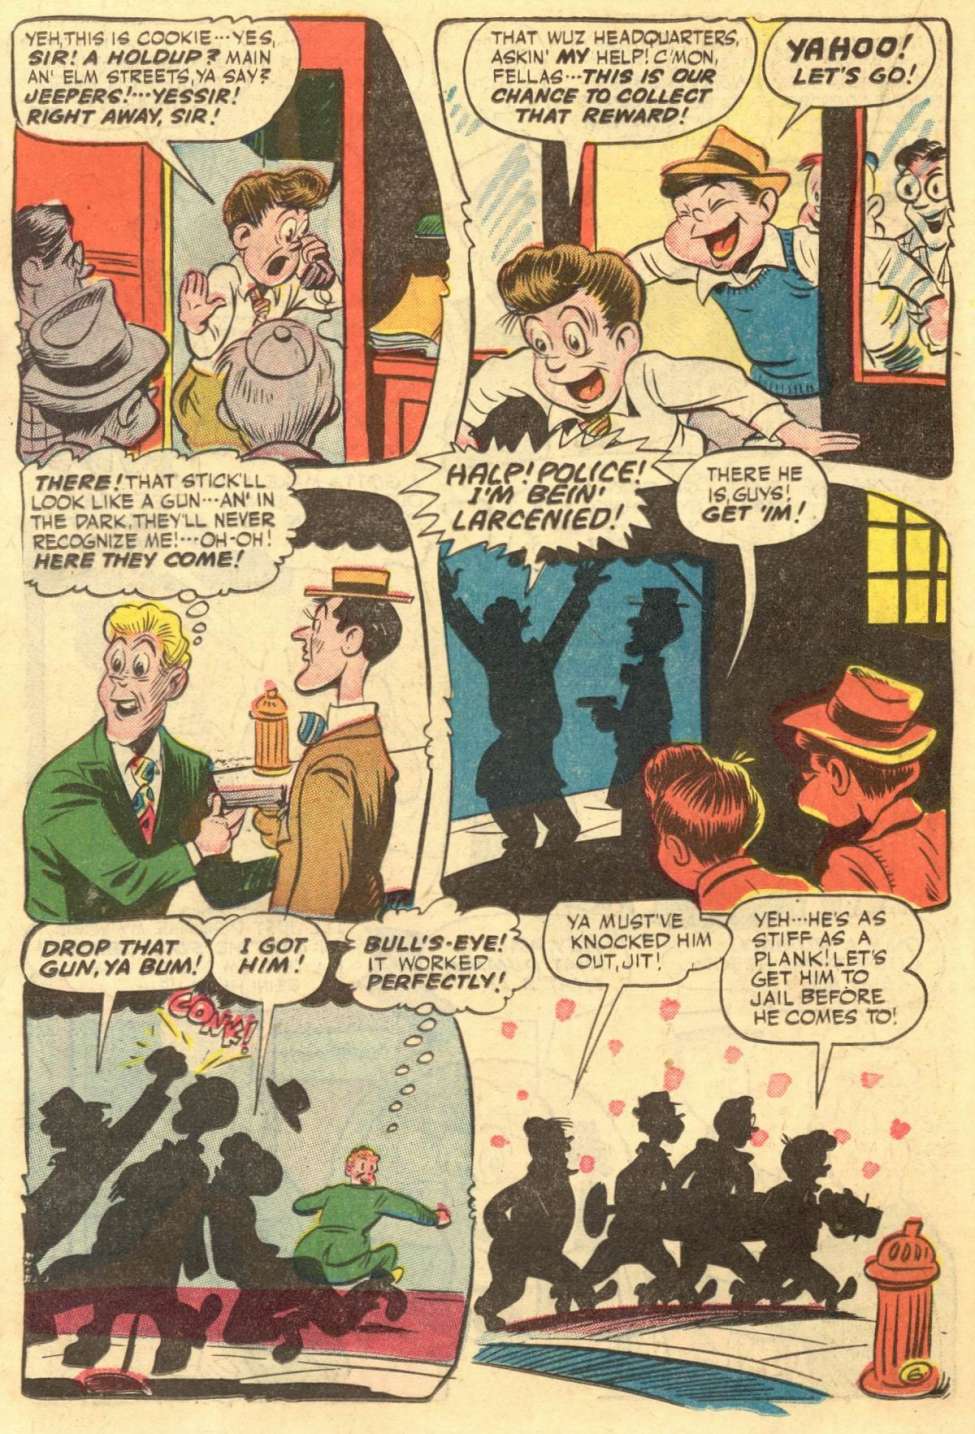 YEH,THIS IS COOKIE---YES,
SIR! A HOLDUP? MAIN
AN' ELM STREETS,YA SAY?
JEEPERS!---YESSIR!
RIGHT AWAY, SIR!
THAT WUZ HEADQUARTERS,
ASKIN' MY HELP! C'MON,
FELLAS---THIS IS OUR
CHANCE TO COLLECT
THAT REWARD!
YAHOO!
LET'S GO!
THERE! THAT STICK'LL
LOOK LIKE A GUN---AN' IN
THE DARK,THEY'LL NEVER
RECOGNIZE ME!---OH-OH!
HERE THEY COME!
HALP! POLICE!
I'M BEIN'
LARCENIED!
THERE HE
IS,GUYS!
GET 'IM!
DROP THAT
GUN,YA BUM!
I GOT
HIM!
BULL'S-EYE!
IT WORKED
PERFECTLY!
CONK!
YA MUST'VE
KNOCKED HIM
OUT,JIT!
YEH---HE'S AS
STIFF AS A
PLANK! LET'S
GET HIM TO
JAIL BEFORE
HE COMES TO!
6